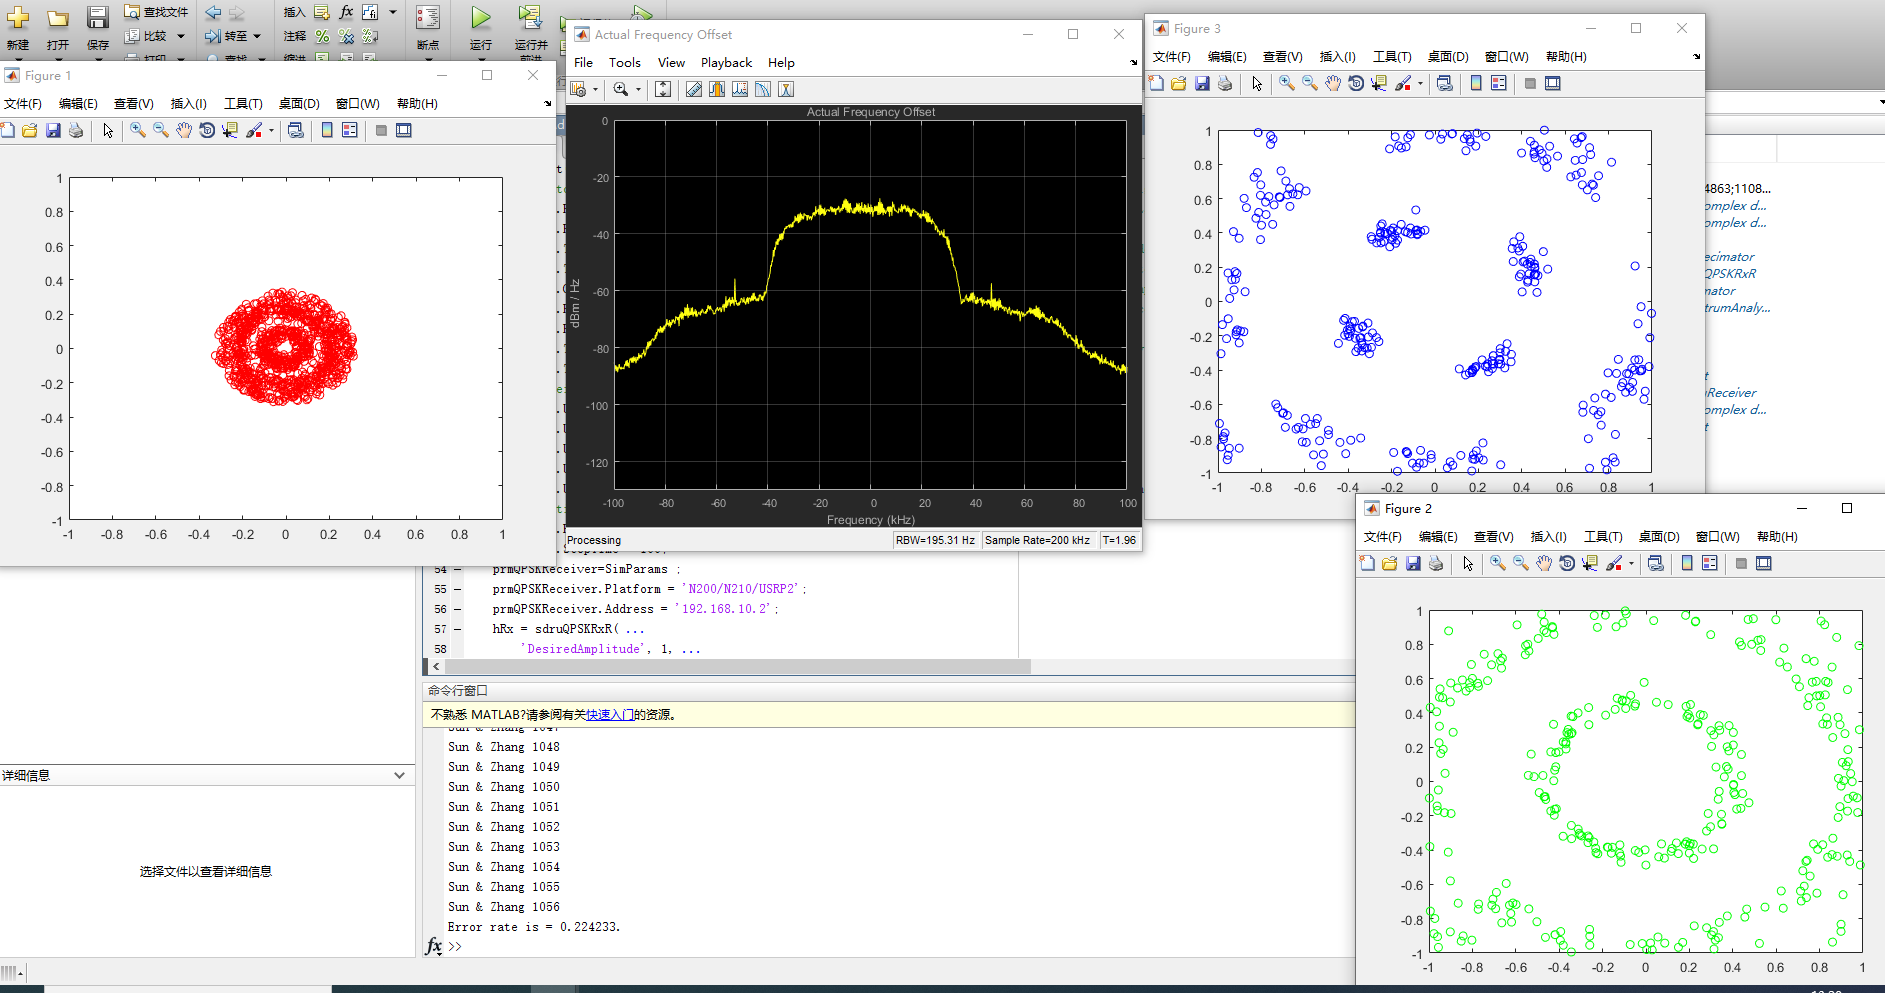 新建
打开
保存
查找文件
比较
打印
转至
查找
插入
fx
注释
缩进
断点
运行
运行并
前进
Figure 1
文件(F) 编辑(E) 查看(V) 插入(I) 工具(T) 桌面(D) 窗口(W) 帮助(H)
1
0.8
0.6
0.4
0.2
0
-0.2
-0.4
-0.6
-0.8
-1
-1 -0.8 -0.6 -0.4 -0.2 0 0.2 0.4 0.6 0.8 1
Actual Frequency Offset
File Tools View Playback Help
Actual Frequency Offset
0
-20
-40
-60
-80
-100
-120
dBm / Hz
-100 -80 -60 -40 -20 0 20 40 60 80 100
Frequency (kHz)
Processing RBW=195.31 Hz Sample Rate=200 kHz T=1.96
Figure 3
文件(F) 编辑(E) 查看(V) 插入(I) 工具(T) 桌面(D) 窗口(W) 帮助(H)
1
0.8
0.6
0.4
0.2
0
-0.2
-0.4
-0.6
-0.8
-1
-1 -0.8 -0.6 -0.4 -0.2 0 0.2 0.4 0.6 0.8 1
4863;1108...
omplex d...
omplex d...
ecimator
QPSKRxR
mator
trumAnaly...
Receiver
omplex d...
Figure 2
文件(F) 编辑(E) 查看(V) 插入(I) 工具(T) 桌面(D) 窗口(W) 帮助(H)
1
0.8
0.6
0.4
0.2
0
-0.2
-0.4
-0.6
-0.8
-1
-1 -0.8 -0.6 -0.4 -0.2 0 0.2 0.4 0.6 0.8 1
54 – prmQPSKReceiver=SimParams ;
55 – prmQPSKReceiver.Platform = 'N200/N210/USRP2';
56 – prmQPSKReceiver.Address = '192.168.10.2';
57 – hRx = sdruQPSKRxR( ...
58 'DesiredAmplitude', 1, ...
命令行窗口
不熟悉 MATLAB?请参阅有关快速入门的资源。
Sun & Zhang 1047
Sun & Zhang 1048
Sun & Zhang 1049
Sun & Zhang 1050
Sun & Zhang 1051
Sun & Zhang 1052
Sun & Zhang 1053
Sun & Zhang 1054
Sun & Zhang 1055
Sun & Zhang 1056
Error rate is = 0.224233.
fx >>
详细信息
选择文件以查看详细信息